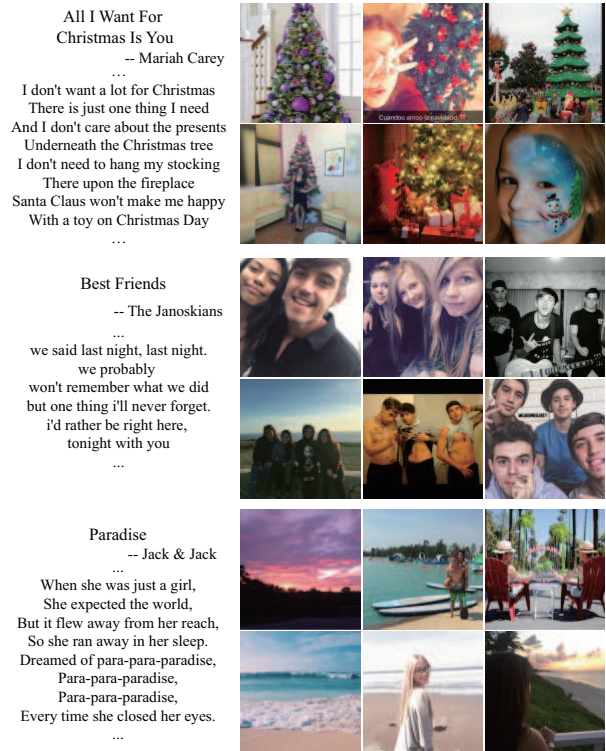 All I Want For
Christmas Is You
-- Mariah Carey
...
I don't want a lot for Christmas
There is just one thing I need
And I don't care about the presents
Underneath the Christmas tree
I don't need to hang my stocking
There upon the fireplace
Santa Claus won't make me happy
With a toy on Christmas Day
...
Cuandoo amoo lanavidadd
Best Friends
-- The Janoskians
...
we said last night, last night.
we probably
won't remember what we did
but one thing i'll never forget.
i'd rather be right here,
tonight with you
...
Paradise
-- Jack & Jack
...
When she was just a girl,
She expected the world,
But it flew away from her reach,
So she ran away in her sleep.
Dreamed of para-para-paradise,
Para-para-paradise,
Para-para-paradise,
Every time she closed her eyes.
...